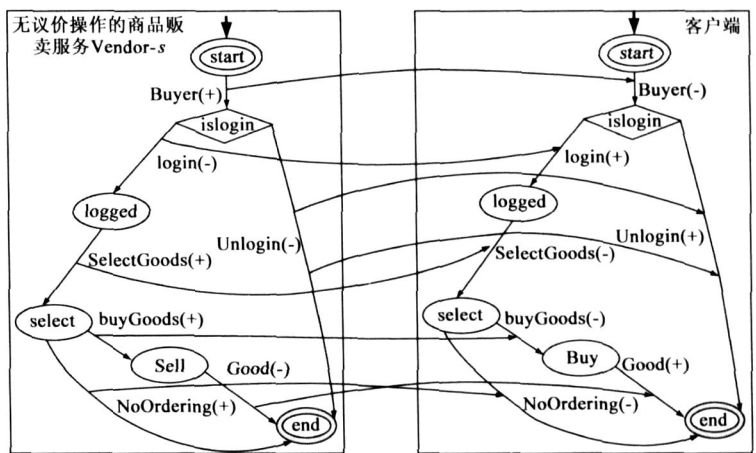 无议价操作的商品贩
卖服务Vendor-s
start
Buyer(+)
islogin
login(-)
logged
Unlogin(-)
SelectGoods(+)
select
buyGoods(+)
Sell
Good(-)
NoOrdering(+)
end
客户端
start
Buyer(-)
islogin
login(+)
logged
Unlogin(+)
SelectGoods(-)
select
buyGoods(-)
Buy
Good(+)
NoOrdering(-)
end